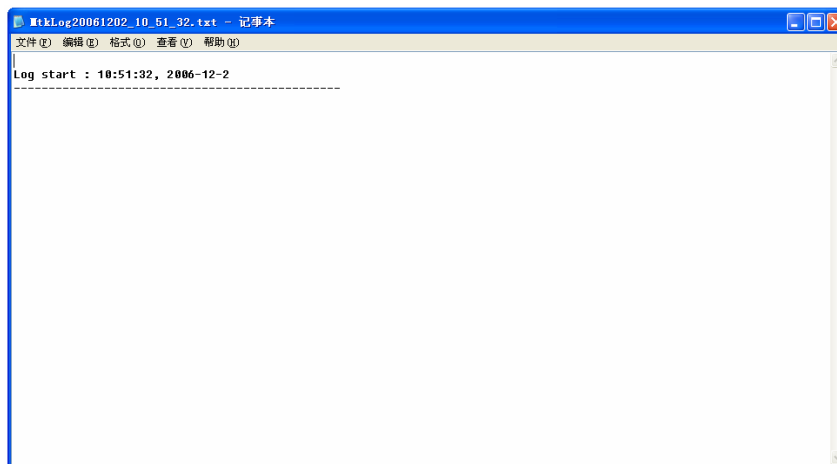 MtkLog20061202_10_51_32.txt - 记事本
文件(F) 编辑(E) 格式(O) 查看(V) 帮助(H)
Log start : 10:51:32, 2006-12-2
-----------------------------------------------